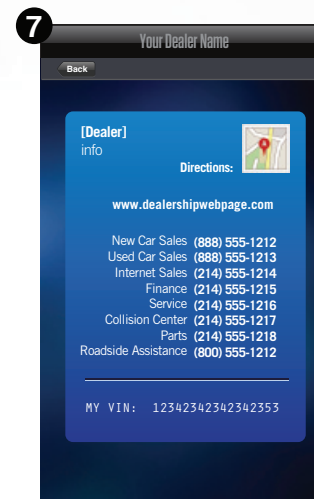 7
Your Dealer Name
Back
[Dealer]
info
Directions:
www.dealershipwebpage.com
New Car Sales (888) 555-1212
Used Car Sales (888) 555-1213
Internet Sales (214) 555-1214
Finance (214) 555-1215
Service (214) 555-1216
Collision Center (214) 555-1217
Parts (214) 555-1218
Roadside Assistance (800) 555-1212
MY VIN: 12342342342342353